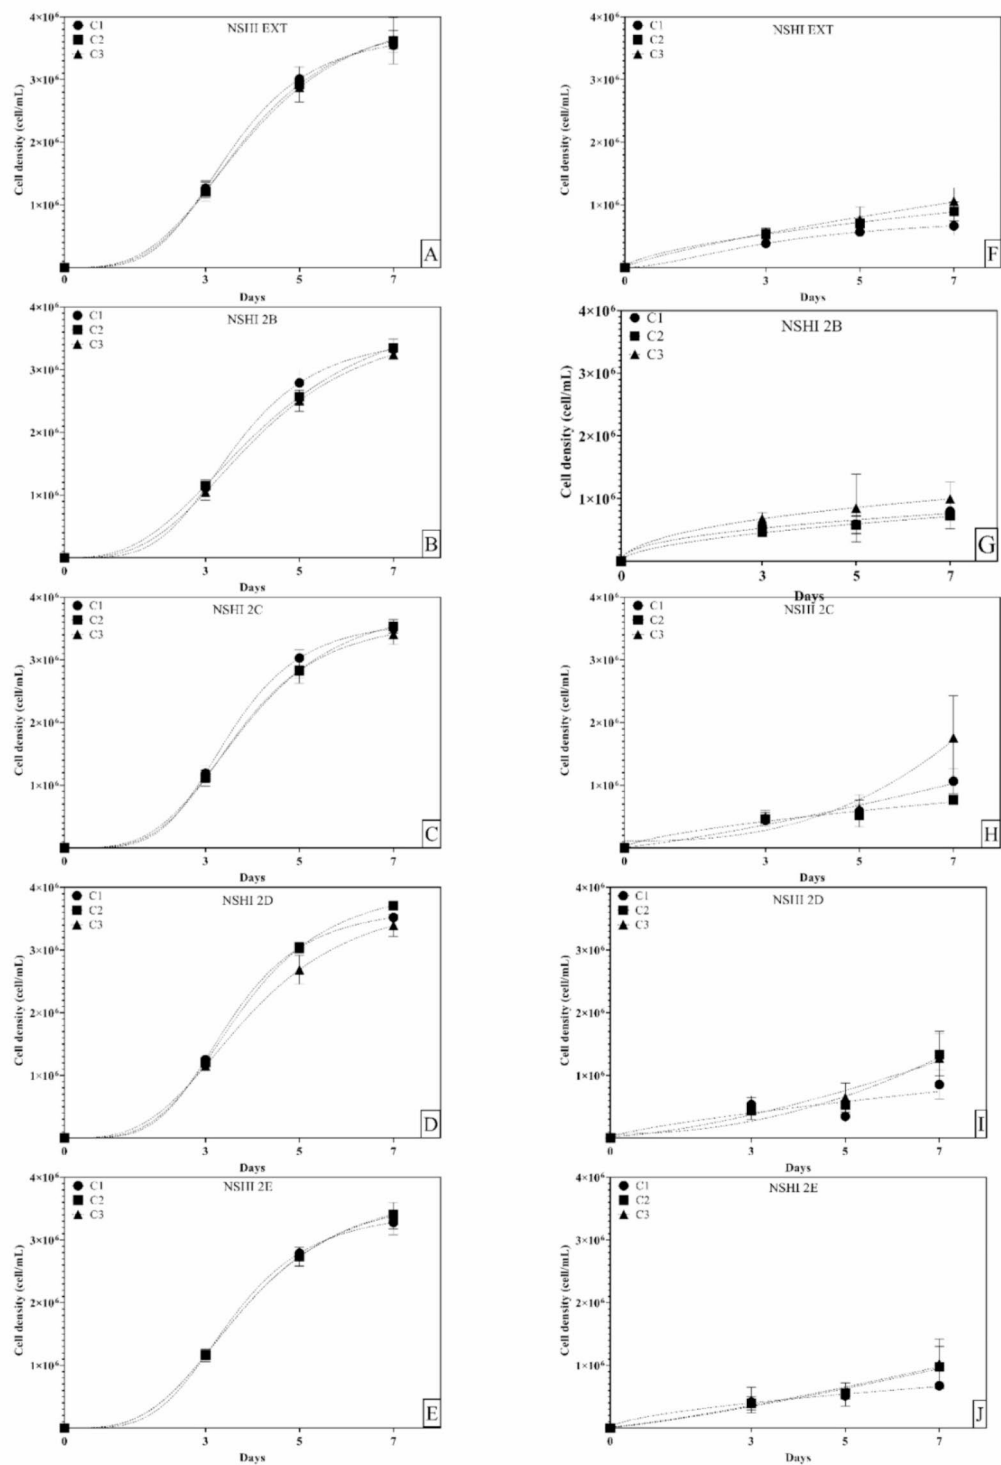 NSHI EXT
C1
C2
C3
Cell density (cell/mL)
4×10⁶
3×10⁶
2×10⁶
1×10⁶
0
3
5
7
Days
A
NSHI EXT
C1
C2
C3
Cell density (cell/mL)
4×10⁶
3×10⁶
2×10⁶
1×10⁶
0
3
5
7
Days
F
NSHI 2B
C1
C2
C3
Cell density (cell/mL)
4×10⁶
3×10⁶
2×10⁶
1×10⁶
0
3
5
7
Days
B
NSHI 2B
C1
C2
C3
Cell density (cell/mL)
4×10⁶
3×10⁶
2×10⁶
1×10⁶
0
3
5
7
Days
G
NSHI 2C
C1
C2
C3
Cell density (cell/mL)
4×10⁶
3×10⁶
2×10⁶
1×10⁶
0
3
5
7
Days
C
NSHI 2C
C1
C2
C3
Cell density (cell/mL)
4×10⁶
3×10⁶
2×10⁶
1×10⁶
0
3
5
7
Days
H
NSHI 2D
C1
C2
C3
Cell density (cell/mL)
4×10⁶
3×10⁶
2×10⁶
1×10⁶
0
3
5
7
Days
D
NSHI 2D
C1
C2
C3
Cell density (cell/mL)
4×10⁶
3×10⁶
2×10⁶
1×10⁶
0
3
5
7
Days
I
NSHI 2E
C1
C2
C3
Cell density (cell/mL)
4×10⁶
3×10⁶
2×10⁶
1×10⁶
0
3
5
7
Days
E
NSHI 2E
C1
C2
C3
Cell density (cell/mL)
4×10⁶
3×10⁶
2×10⁶
1×10⁶
0
3
5
7
Days
J